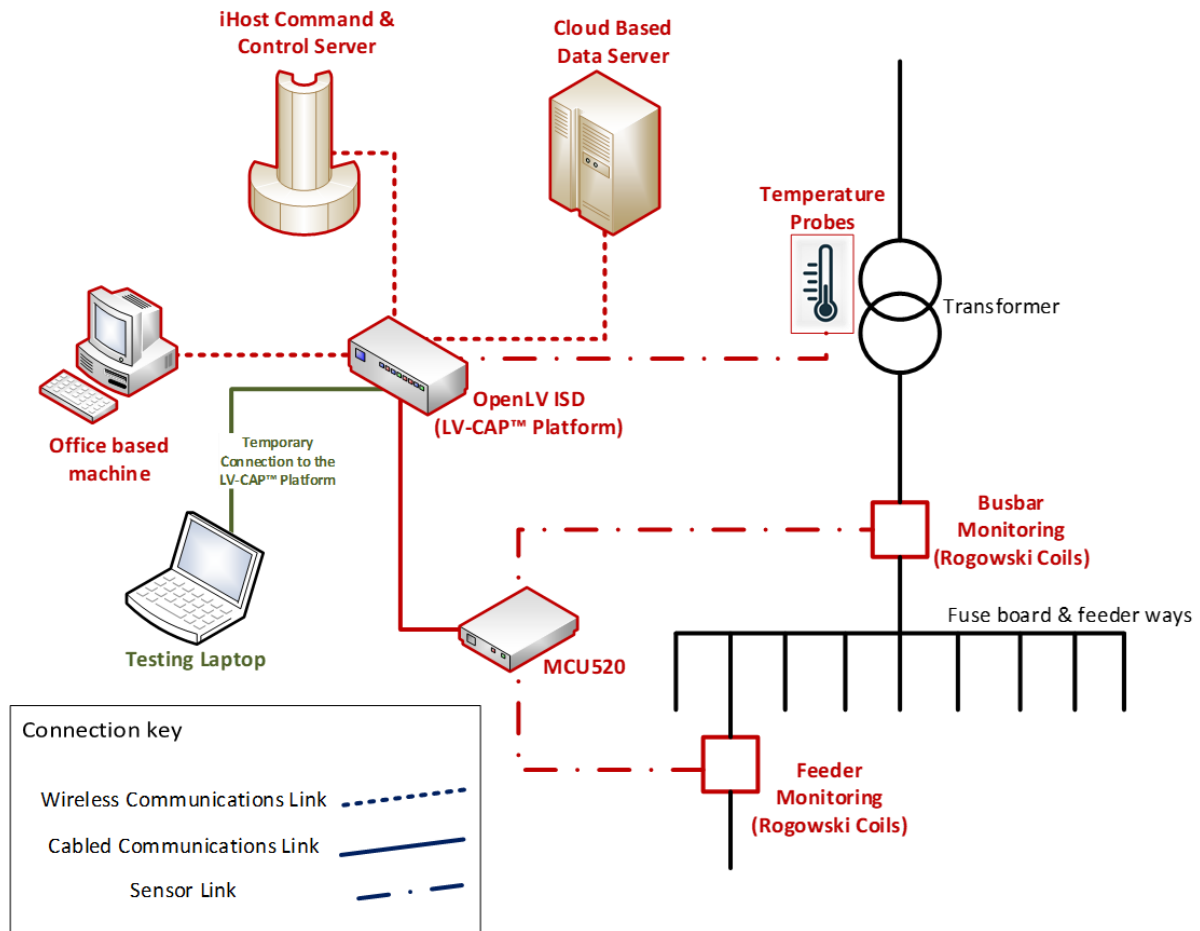 iHost Command &
Control Server
Cloud Based
Data Server
Temperature
Probes
Transformer
OpenLV ISD
(LV-CAP™ Platform)
Office based
machine
Temporary
Connection to the
LV-CAP™ Platform
Testing Laptop
Busbar
Monitoring
(Rogowski Coils)
Fuse board & feeder ways
MCU520
Feeder
Monitoring
(Rogowski Coils)
Connection key
Wireless Communications Link
Cabled Communications Link
Sensor Link